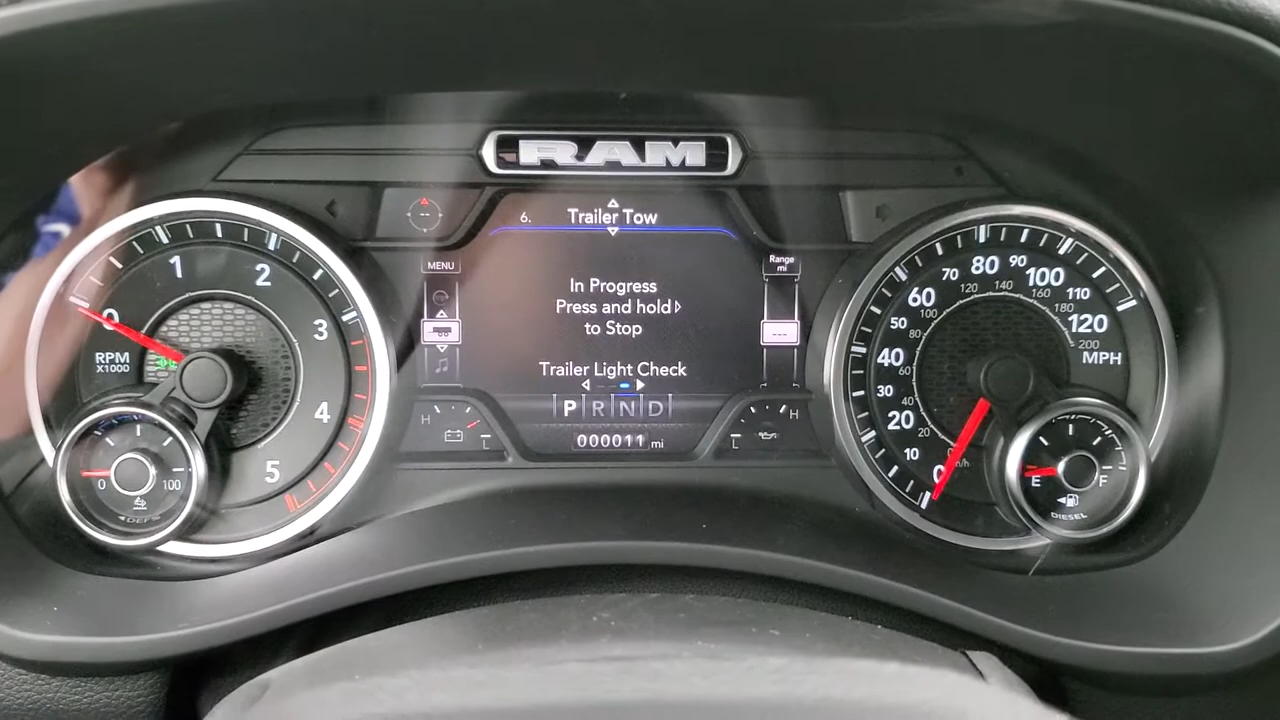 RAM
6. Trailer Tow
MENU
Range
mi
In Progress
Press and hold
to Stop
Trailer Light Check
P R N D
000011 mi
H
L
H
L
---
--
0
1
2
3
4
5
RPM
X1000
0
100
DEF
0
10
20
30
40
50
60
70
80
90
100
110
120
MPH
20
40
60
80
100
120
140
160
180
200
E
F
DIESEL